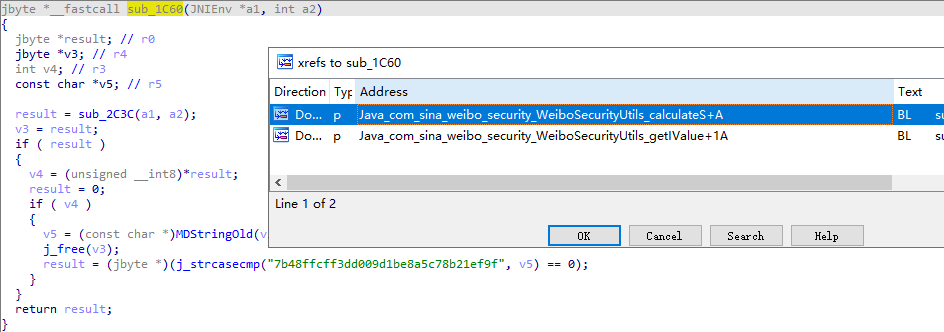 jbyte *__fastcall sub_1C60(JNIEnv *a1, int a2)
{
jbyte *result; // r0
jbyte *v3; // r4
int v4; // r3
const char *v5; // r5
result = sub_2C3C(a1, a2);
v3 = result;
if ( result )
{
v4 = (unsigned __int8)*result;
result = 0;
if ( v4 )
{
v5 = (const char *)MDStringOld(v
j_free(v3);
result = (jbyte *)(j_strcasecmp("7b48ffcff3dd009d1be8a5c78b21ef9f", v5) == 0);
}
}
return result;
}
xrefs to sub_1C60
Direction Typ Address Text
Do... p Java_com_sina_weibo_security_WeiboSecurityUtils_calculateS+A BL su
Do... p Java_com_sina_weibo_security_WeiboSecurityUtils_getIValue+1A BL su
Line 1 of 2
OK Cancel Search Help